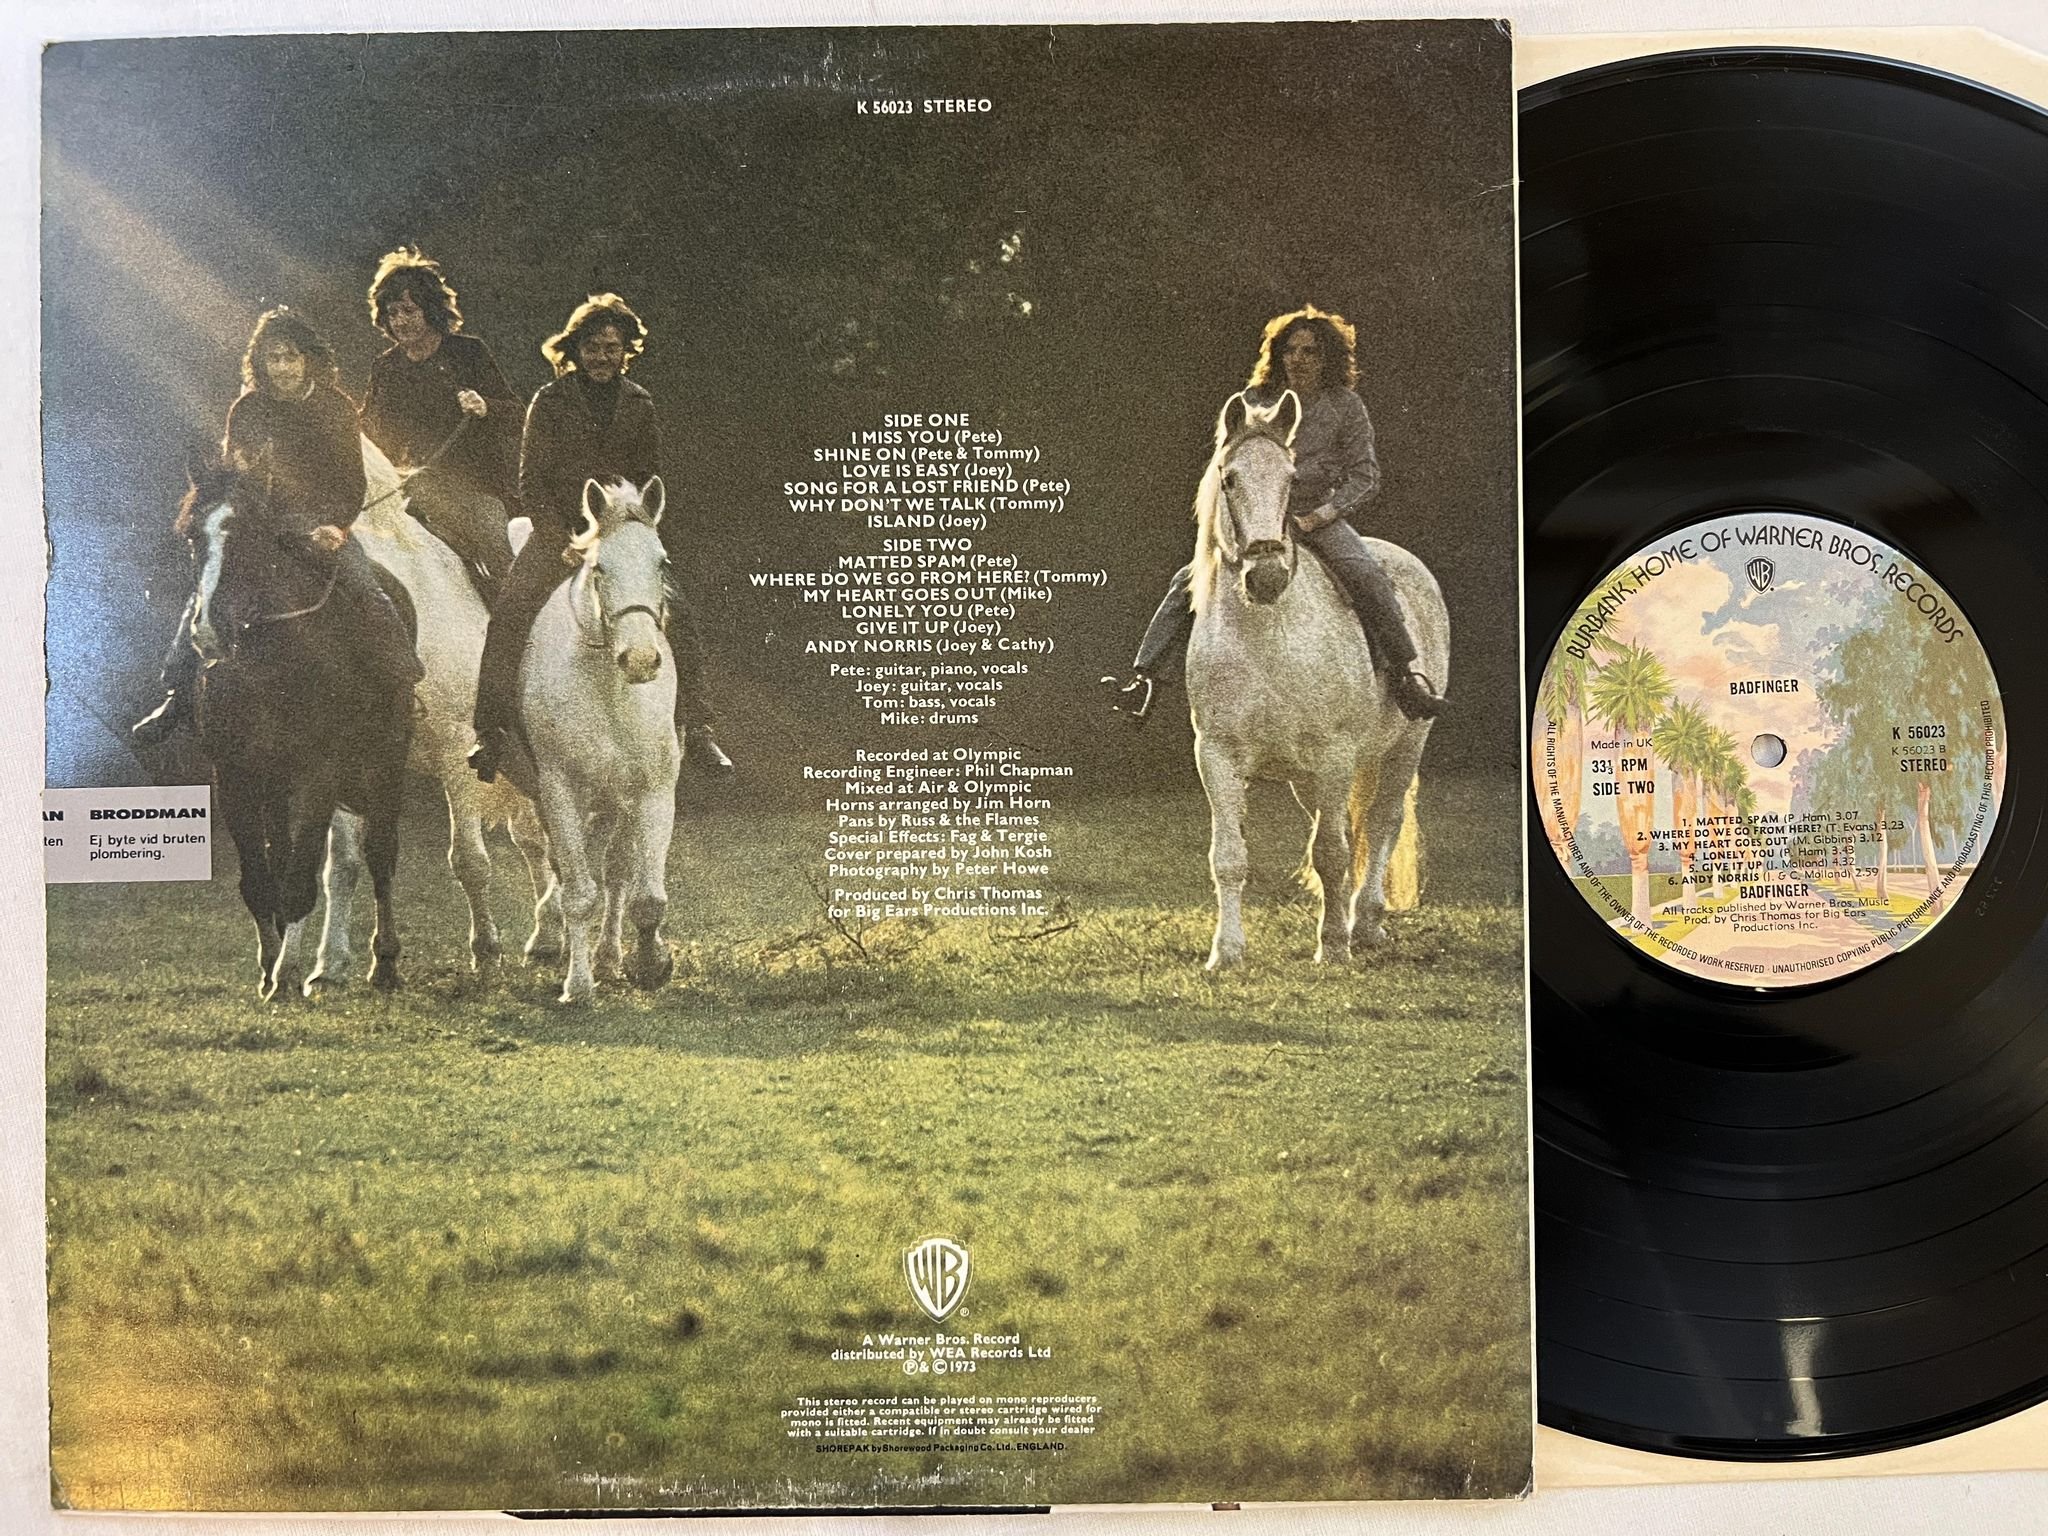 K 56023 STEREO
SIDE ONE
I MISS YOU (Pete)
SHINE ON (Pete & Tommy)
LOVE IS EASY (Joey)
SONG FOR A LOST FRIEND (Pete)
WHY DON'T WE TALK (Tommy)
ISLAND (Joey)
SIDE TWO
MATTED SPAM (Pete)
WHERE DO WE GO FROM HERE? (Tommy)
MY HEART GOES OUT (Mike)
LONELY YOU (Pete)
GIVE IT UP (Joey)
ANDY NORRIS (Joey & Cathy)
Pete: guitar, piano, vocals
Joey: guitar, vocals
Tom: bass, vocals
Mike: drums
Recorded at Olympic
Recording Engineer: Phil Chapman
Mixed at Air & Olympic
Horns arranged by Jim Horn
Pans by Russ & the Flames
Special Effects: Fag & Tergie
Cover prepared by John Kosh
Photography by Peter Howe
Produced by Chris Thomas
for Big Ears Productions Inc.
AN BRODDMAN
ten Ej byte vid bruten
plombering.
WB
®
A Warner Bros. Record
distributed by WEA Records Ltd
Ⓟ & © 1973
This stereo record can be played on mono reproducers
provided either a compatible or stereo cartridge wired for
mono is fitted. Recent equipment may already be fitted
with a suitable cartridge. If in doubt consult your dealer
SHOREPAK by Shorewood Packaging Co. Ltd., ENGLAND.
BURBANK, HOME OF WARNER BROS. RECORDS
WB
BADFINGER
K 56023
K 56023 B
STEREO
Made in UK
33⅓ RPM
SIDE TWO
1. MATTED SPAM (P. Ham) 3.07
2. WHERE DO WE GO FROM HERE? (T. Evans) 3.23
3. MY HEART GOES OUT (M. Gibbins) 3.12
4. LONELY YOU (P. Ham) 3.43
5. GIVE IT UP (J. Molland) 4.32
6. ANDY NORRIS (J. & C. Molland) 2.59
BADFINGER
All tracks published by Warner Bros. Music
Prod. by Chris Thomas for Big Ears
Productions Inc.
ALL RIGHTS OF THE MANUFACTURER AND OF THE OWNER OF THE RECORDED WORK RESERVED · UNAUTHORISED COPYING PUBLIC PERFORMANCE AND BROADCASTING OF THIS RECORD PROHIBITED